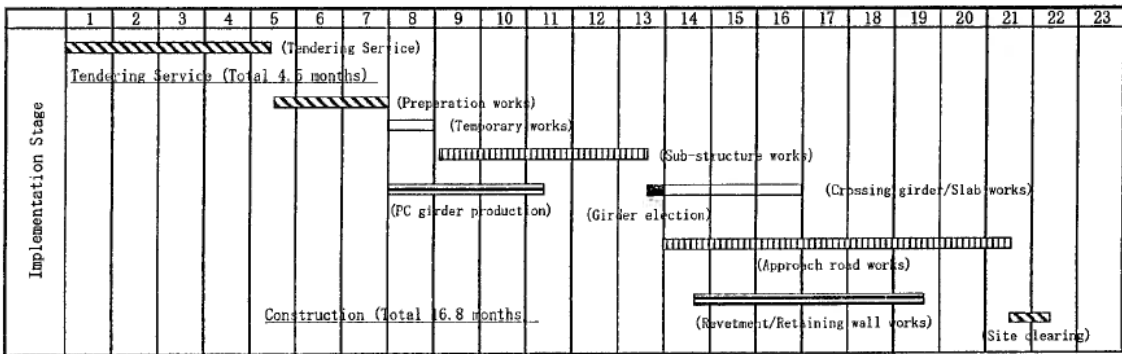 1 2 3 4 5 6 7 8 9 10 11 12 13 14 15 16 17 18 19 20 21 22 23
Implementation Stage
(Tendering Service)
Tendering Service (Total 4.5 months)
(Preperation works)
(Temporary works)
(Sub-structure works)
(Crossing girder/Slab works)
(PC girder production) (Girder election)
(Approach road works)
Construction (Total 16.8 months
(Revetment/Retaining wall works)
(Site clearing)